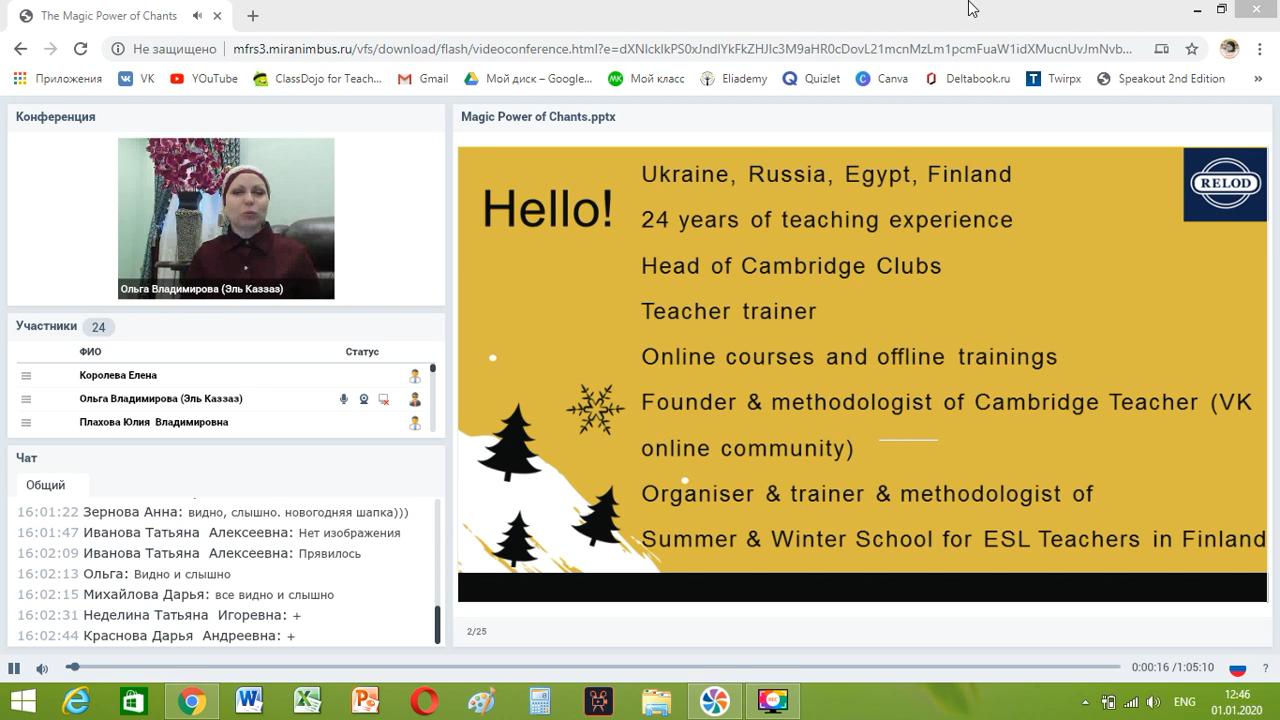 The Magic Power of Chants
Не защищено
mfrs3.miranimbus.ru/vfs/download/flash/videoconference.html?e=dXNlcklkPS0xJndlYkFkZHJlc3M9aHR0cDovL21mcnMzLm1pcmFuaW1idXMucnUvJmNvb...
Приложения
VK
YOutube
ClassDojo for Teach...
Gmail
Мой диск – Google...
Мой класс
Eliademy
Quizlet
Canva
Deltabook.ru
Twirpx
Speakout 2nd Edition
»
Конференция
Ольга Владимирова (Эль Каззаз)
Участники 24
ФИО Статус
Королева Елена
Ольга Владимирова (Эль Каззаз)
Плахова Юлия Владимировна
Чат
Общий
16:01:22 Зернова Анна: видно, слышно. новогодняя шапка)))
16:01:47 Иванова Татьяна Алексеевна: Нет изображения
16:02:09 Иванова Татьяна Алексеевна: Прявилось
16:02:13 Ольга: Видно и слышно
16:02:15 Михайлова Дарья: все видно и слышно
16:02:31 Неделина Татьяна Игоревна: +
16:02:44 Краснова Дарья Андреевна: +
Magic Power of Chants.pptx
Hello!
RELOD
Ukraine, Russia, Egypt, Finland
24 years of teaching experience
Head of Cambridge Clubs
Teacher trainer
Online courses and offline trainings
Founder & methodologist of Cambridge Teacher (VK
online community)
Organiser & trainer & methodologist of
Summer & Winter School for ESL Teachers in Finland
2/25
0:00:16 / 1:05:10
?
ENG
12:46
01.01.2020